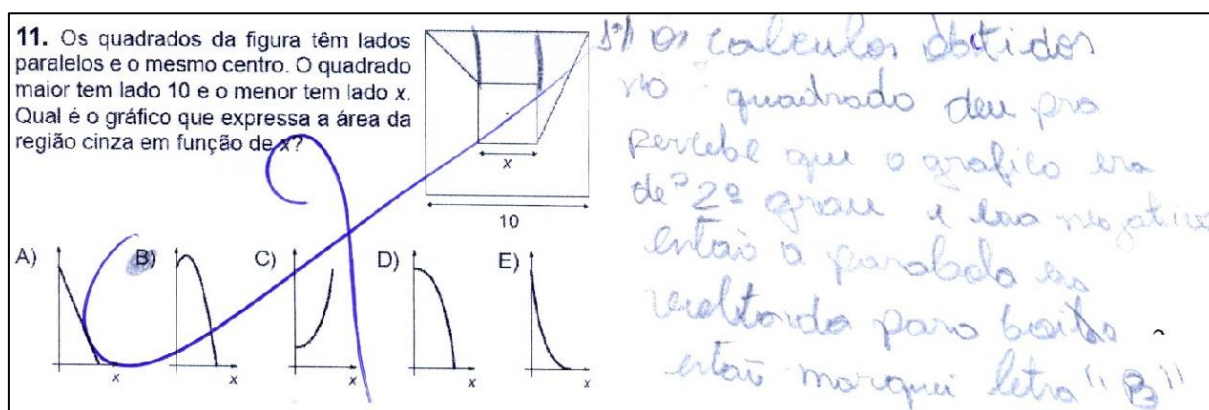 11. Os quadrados da figura têm lados
paralelos e o mesmo centro. O quadrado
maior tem lado 10 e o menor tem lado x.
Qual é o gráfico que expressa a área da
região cinza em função de x?
x
10
A)
B)
C)
D)
E)
x
x
x
x
x
os calculos obtidos
no quadrado deu pra
percebe que o grafico era
de 2º grau e era negativo
então a parabola era
para baixo
então marquei letra "B"